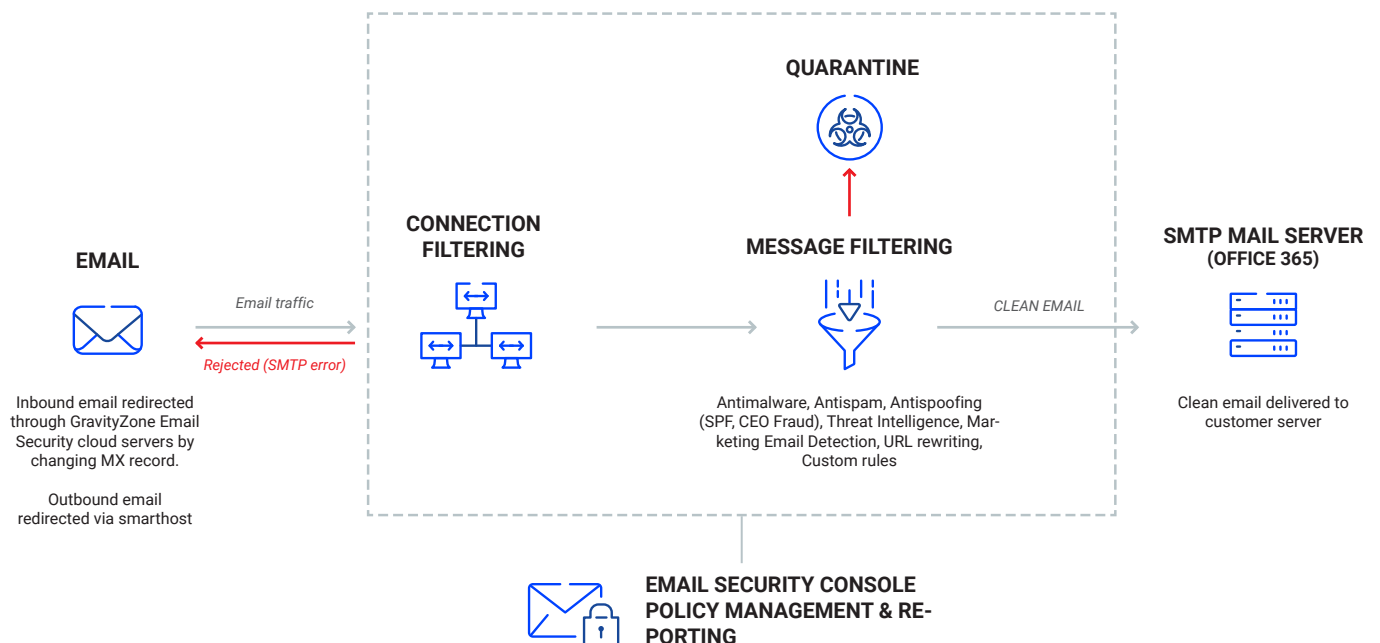 EMAIL
Email traffic
Rejected (SMTP error)
Inbound email redirected
through GravityZone Email
Security cloud servers by
changing MX record.
Outbound email
redirected via smarthost
CONNECTION
FILTERING
QUARANTINE
MESSAGE FILTERING
Antimalware, Antispam, Antispoofing
(SPF, CEO Fraud), Threat Intelligence, Mar-
keting Email Detection, URL rewriting,
Custom rules
CLEAN EMAIL
SMTP MAIL SERVER
(OFFICE 365)
Clean email delivered to
customer server
EMAIL SECURITY CONSOLE
POLICY MANAGEMENT & RE-
PORTING